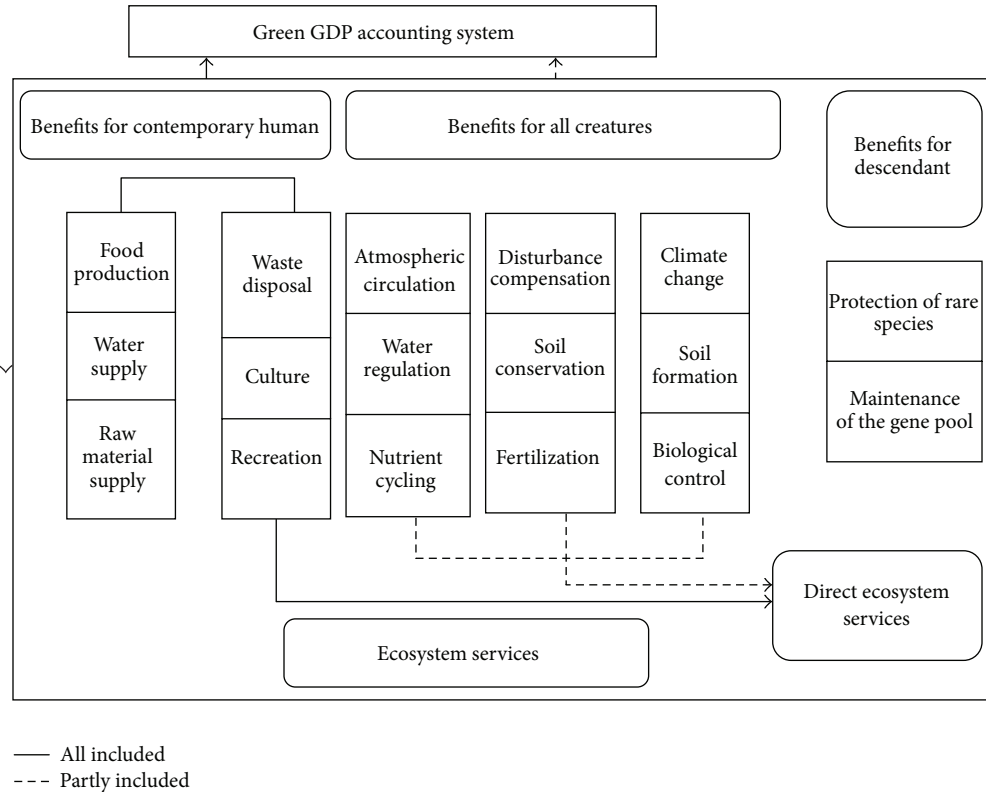 Green GDP accounting system
Benefits for contemporary human
Benefits for all creatures
Benefits for
descendant
Food
production
Water
supply
Raw
material
supply
Waste
disposal
Culture
Recreation
Atmospheric
circulation
Water
regulation
Nutrient
cycling
Disturbance
compensation
Soil
conservation
Fertilization
Climate
change
Soil
formation
Biological
control
Protection of rare
species
Maintenance
of the gene pool
Direct ecosystem
services
Ecosystem services
All included
Partly included